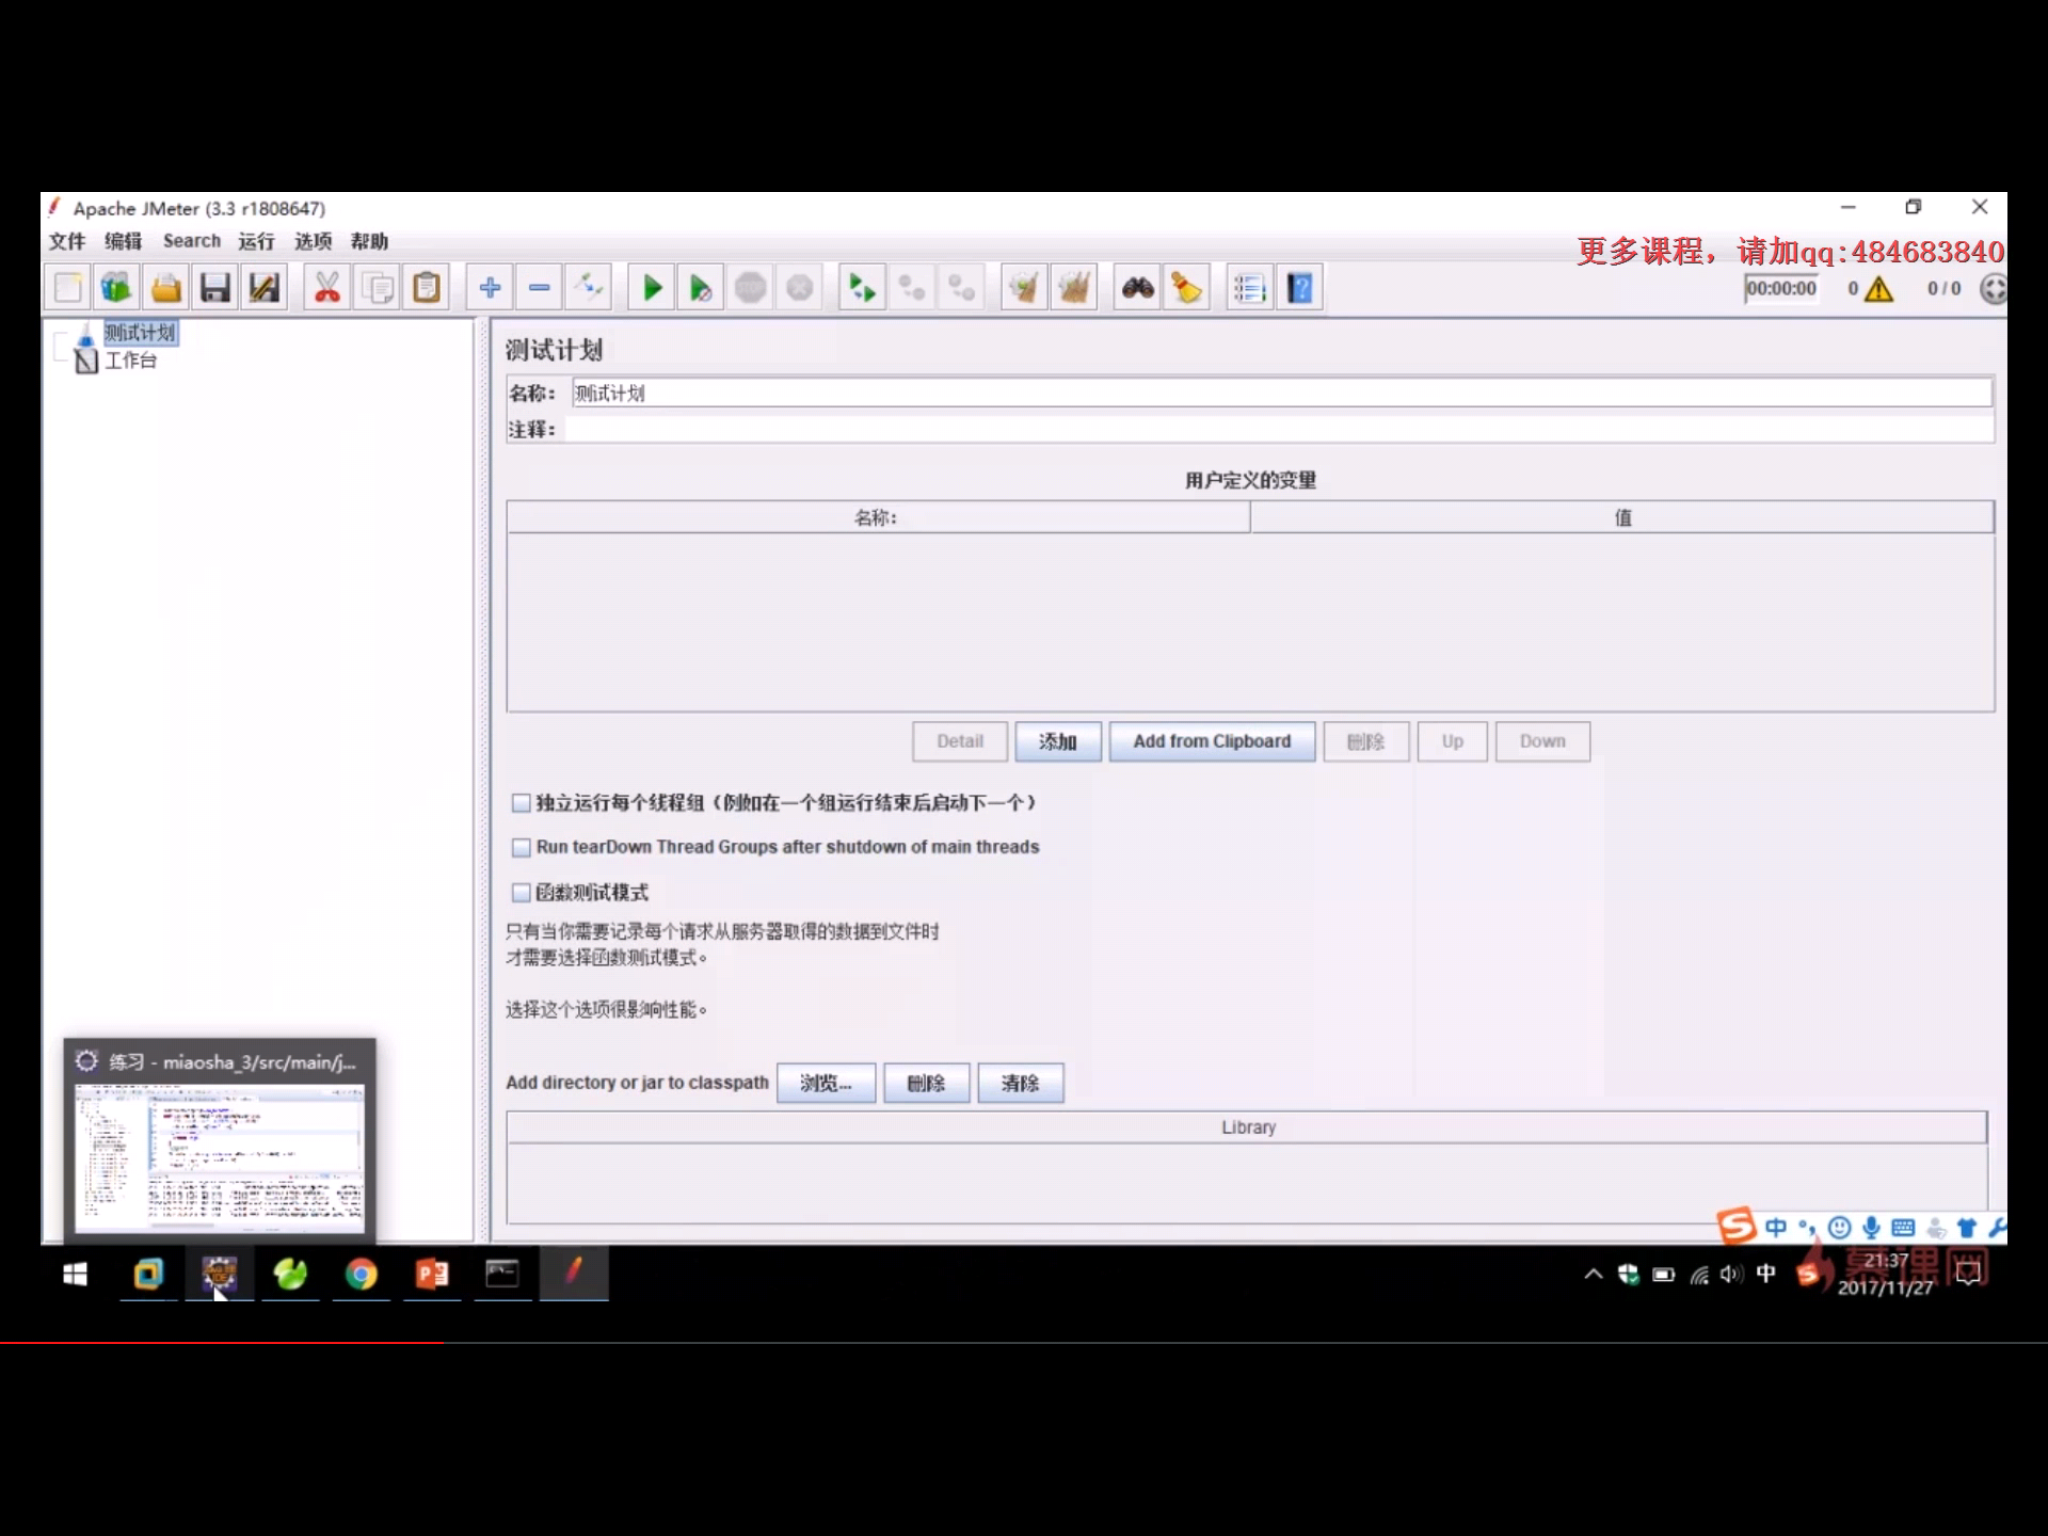 Apache JMeter (3.3 r1808647)
文件 编辑 Search 运行 选项 帮助
更多课程，请加qq:484683840
00:00:00 0 0 / 0
测试计划
工作台
测试计划
名称： 测试计划
注释：
用户定义的变量
名称： 值
Detail 添加 Add from Clipboard 删除 Up Down
独立运行每个线程组（例如在一个组运行结束后启动下一个）
Run tearDown Thread Groups after shutdown of main threads
函数测试模式
只有当你需要记录每个请求从服务器取得的数据到文件时
才需要选择函数测试模式。
选择这个选项很影响性能。
练习 - miaosha_3/src/main/j...
Add directory or jar to classpath 浏览... 删除 清除
Library
中
中
慕课网
21:37
2017/11/27